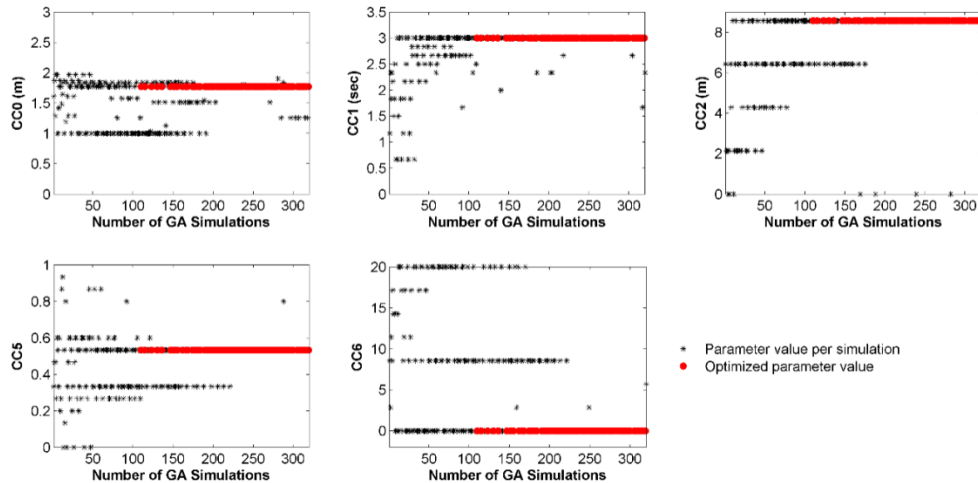 CC0 (m)
3
2.5
2
1.5
1
0.5
0
50 100 150 200 250 300
Number of GA Simulations
CC1 (sec)
3.5
3
2.5
2
1.5
1
0.5
0
50 100 150 200 250 300
Number of GA Simulations
CC2 (m)
8
6
4
2
0
50 100 150 200 250 300
Number of GA Simulations
CC5
1
0.8
0.6
0.4
0.2
0
50 100 150 200 250 300
Number of GA Simulations
CC6
20
15
10
5
0
50 100 150 200 250 300
Number of GA Simulations
Parameter value per simulation
Optimized parameter value